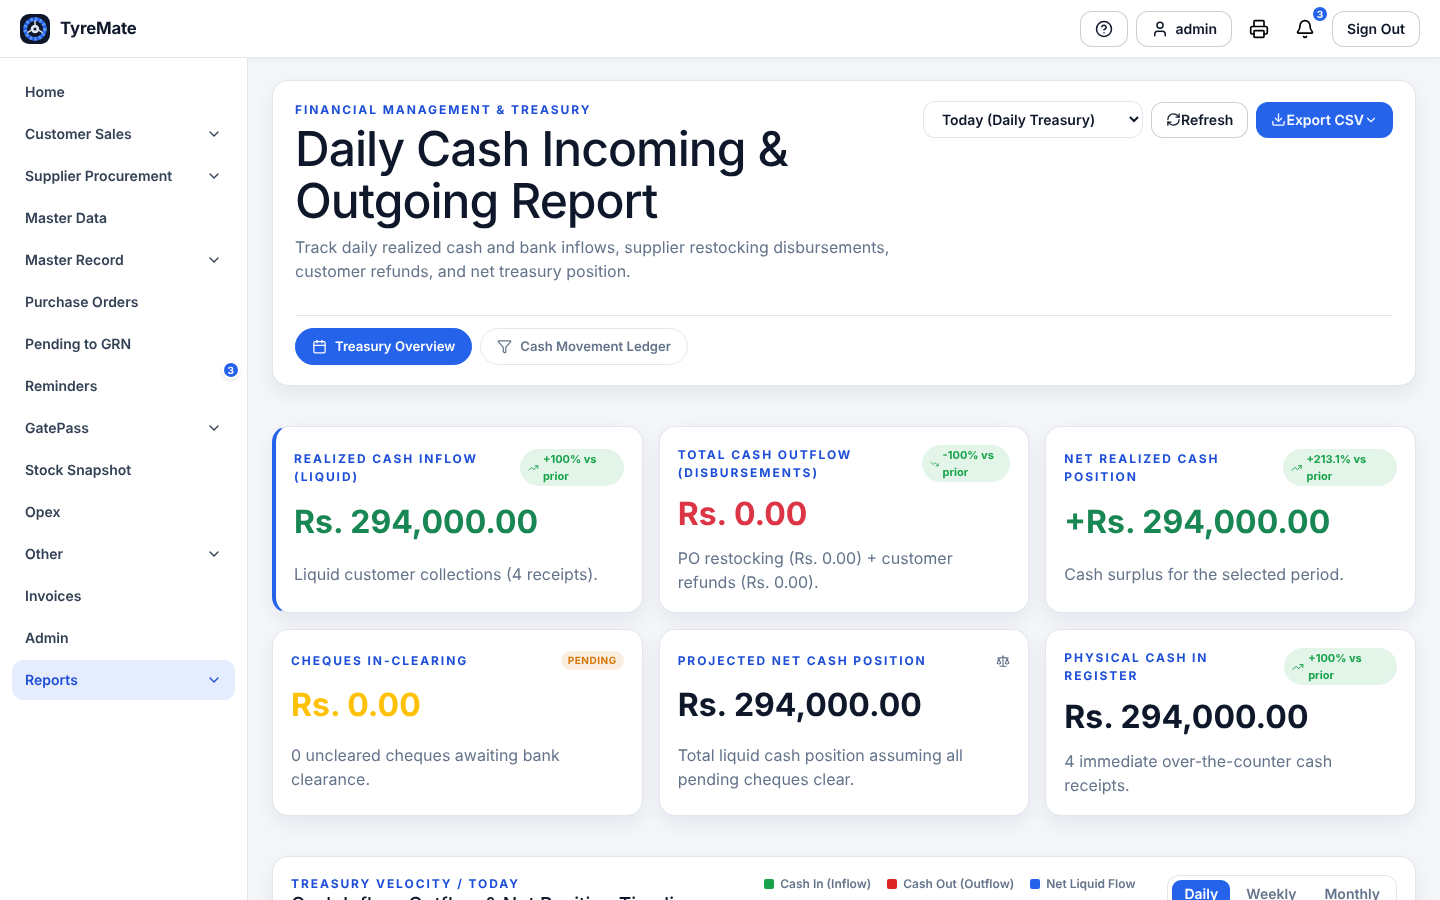 TyreMate
admin
3
Sign Out
Home
Customer Sales
Supplier Procurement
Master Data
Master Record
Purchase Orders
Pending to GRN
Reminders
3
GatePass
Stock Snapshot
Opex
Other
Invoices
Admin
Reports
FINANCIAL MANAGEMENT & TREASURY
Daily Cash Incoming &
Outgoing Report
Track daily realized cash and bank inflows, supplier restocking disbursements,
customer refunds, and net treasury position.
Today (Daily Treasury)
Refresh
Export CSV
Treasury Overview
Cash Movement Ledger
REALIZED CASH INFLOW
(LIQUID)
+100% vs
prior
Rs. 294,000.00
Liquid customer collections (4 receipts).
TOTAL CASH OUTFLOW
(DISBURSEMENTS)
-100% vs
prior
Rs. 0.00
PO restocking (Rs. 0.00) + customer
refunds (Rs. 0.00).
NET REALIZED CASH
POSITION
+213.1% vs
prior
+Rs. 294,000.00
Cash surplus for the selected period.
CHEQUES IN-CLEARING
PENDING
Rs. 0.00
0 uncleared cheques awaiting bank
clearance.
PROJECTED NET CASH POSITION
Rs. 294,000.00
Total liquid cash position assuming all
pending cheques clear.
PHYSICAL CASH IN
REGISTER
+100% vs
prior
Rs. 294,000.00
4 immediate over-the-counter cash
receipts.
TREASURY VELOCITY / TODAY
Cash In (Inflow)
Cash Out (Outflow)
Net Liquid Flow
Daily
Weekly
Monthly